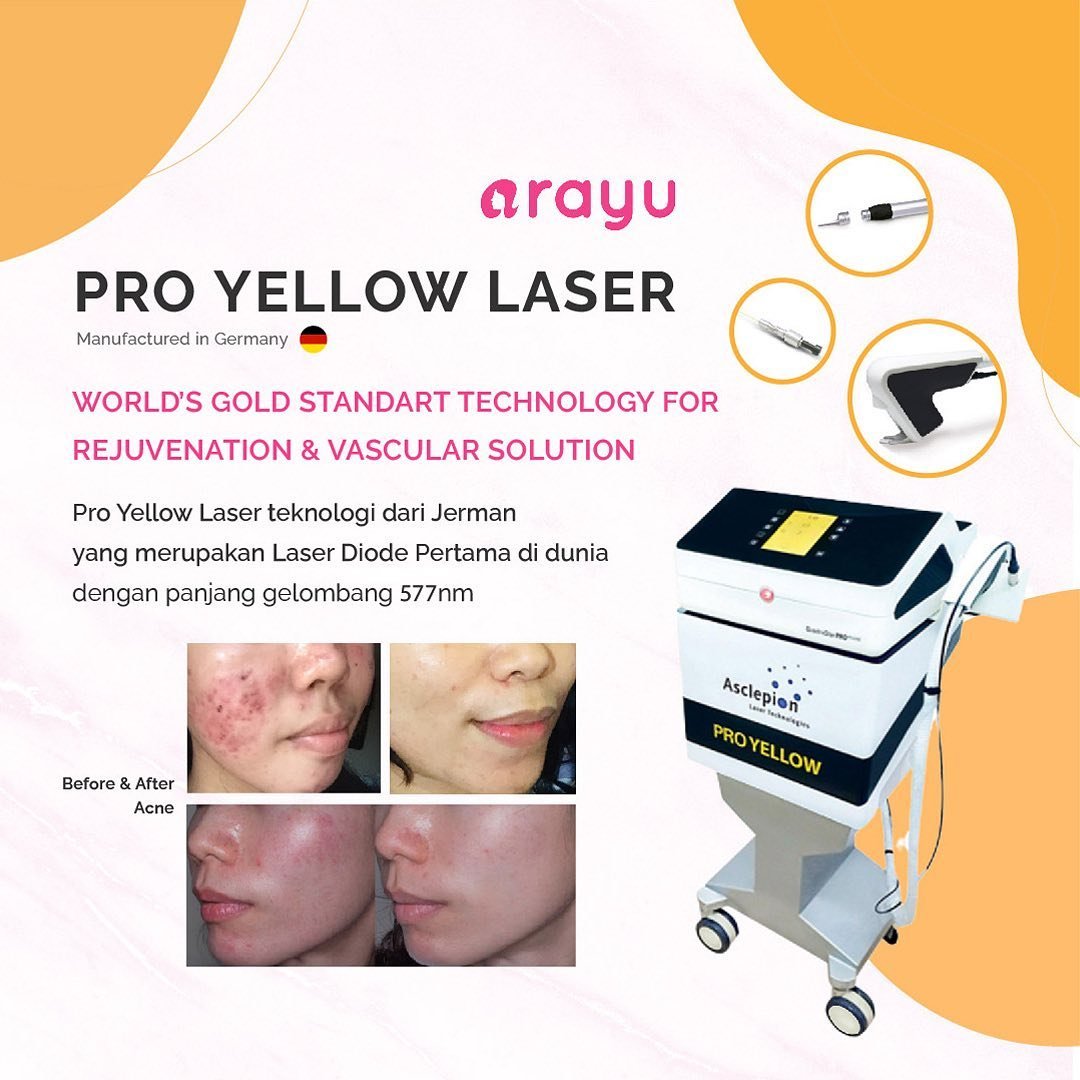 arayu
PRO YELLOW LASER
Manufactured in Germany
WORLD'S GOLD STANDART TECHNOLOGY FOR
REJUVENATION & VASCULAR SOLUTION
Pro Yellow Laser teknologi dari Jerman
yang merupakan Laser Diode Pertama di dunia
dengan panjang gelombang 577nm
Before & After
Acne
Asclepion
Laser Technologies
PRO YELLOW